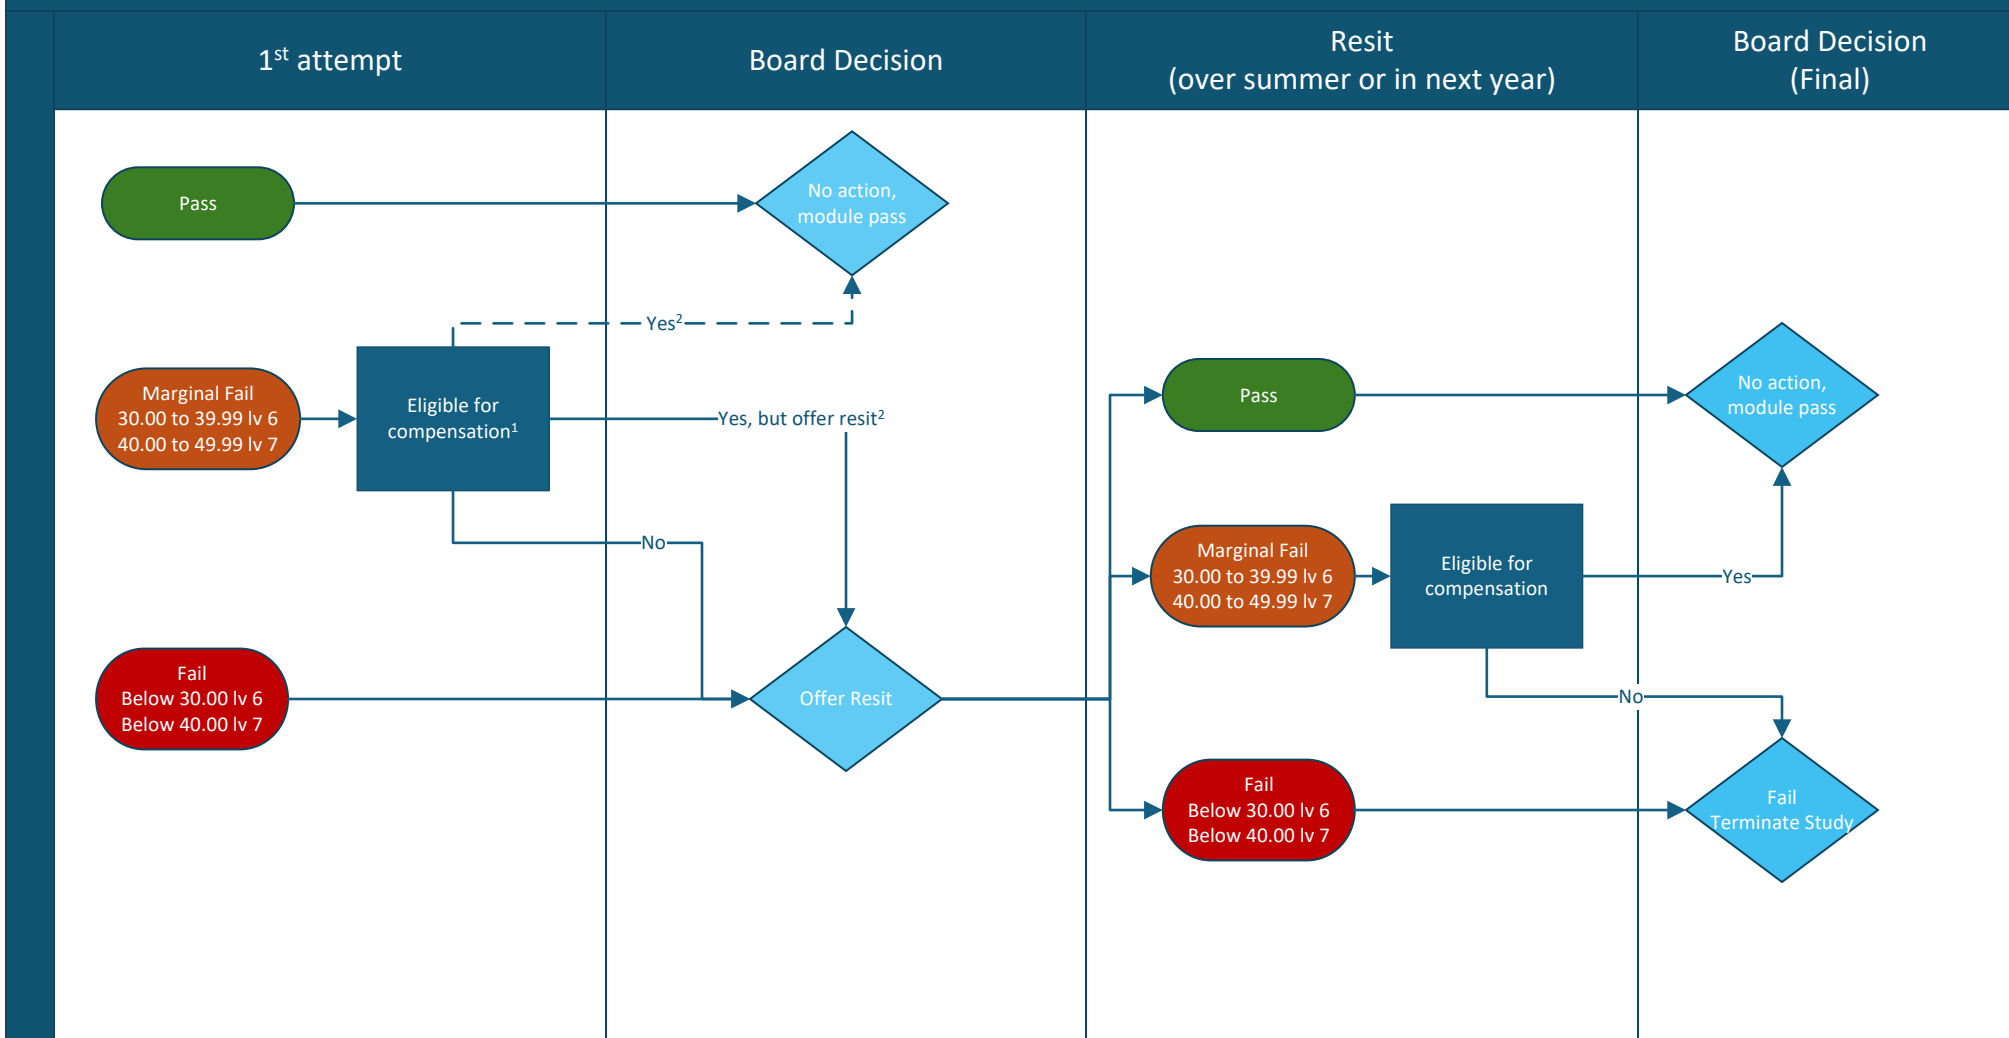 1st attempt
Board Decision
Resit
(over summer or in next year)
Board Decision
(Final)
Pass
No action,
module pass
Yes2
Marginal Fail
30.00 to 39.99 lv 6
40.00 to 49.99 lv 7
Eligible for
compensation1
Yes, but offer resit2
No
Fail
Below 30.00 lv 6
Below 40.00 lv 7
Offer Resit
Pass
No action,
module pass
Marginal Fail
30.00 to 39.99 lv 6
40.00 to 49.99 lv 7
Eligible for
compensation
Yes
No
Fail
Below 30.00 lv 6
Below 40.00 lv 7
Fail
Terminate Study